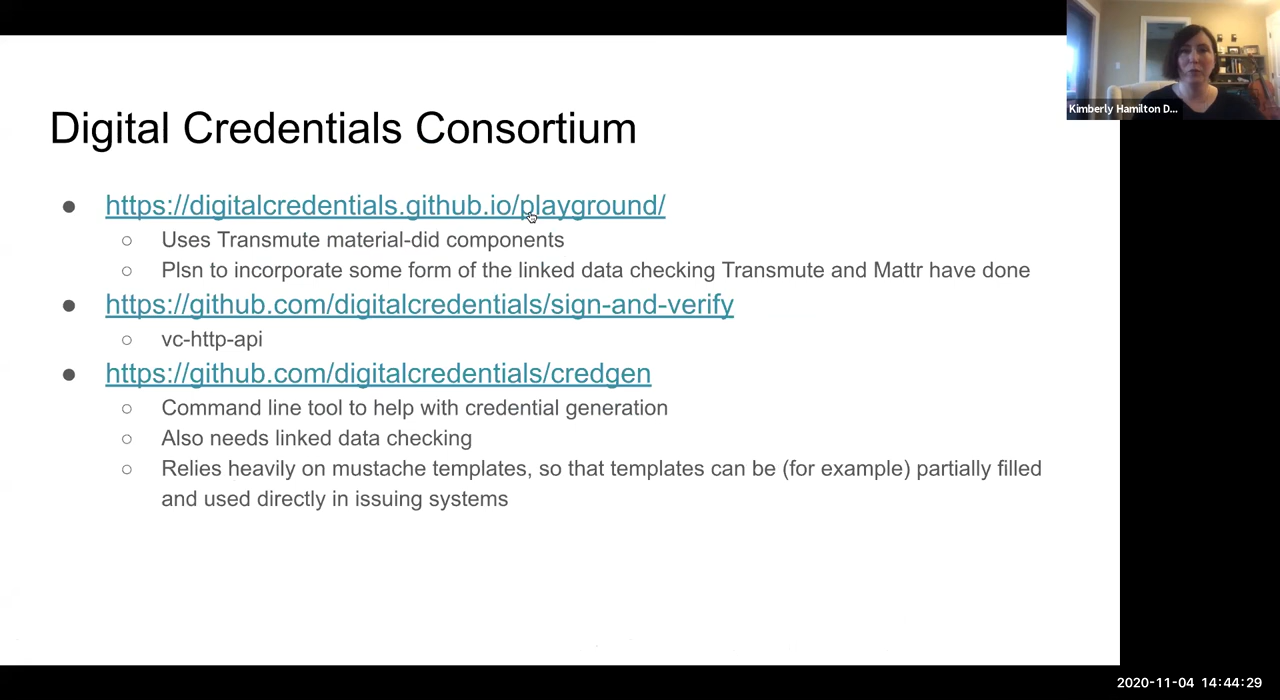 Digital Credentials Consortium
● https://digitalcredentials.github.io/playground/
○ Uses Transmute material-did components
○ Plsn to incorporate some form of the linked data checking Transmute and Mattr have done
● https://github.com/digitalcredentials/sign-and-verify
○ vc-http-api
● https://github.com/digitalcredentials/credgen
○ Command line tool to help with credential generation
○ Also needs linked data checking
○ Relies heavily on mustache templates, so that templates can be (for example) partially filled
and used directly in issuing systems
Kimberly Hamilton D...
2020-11-04 14:44:29